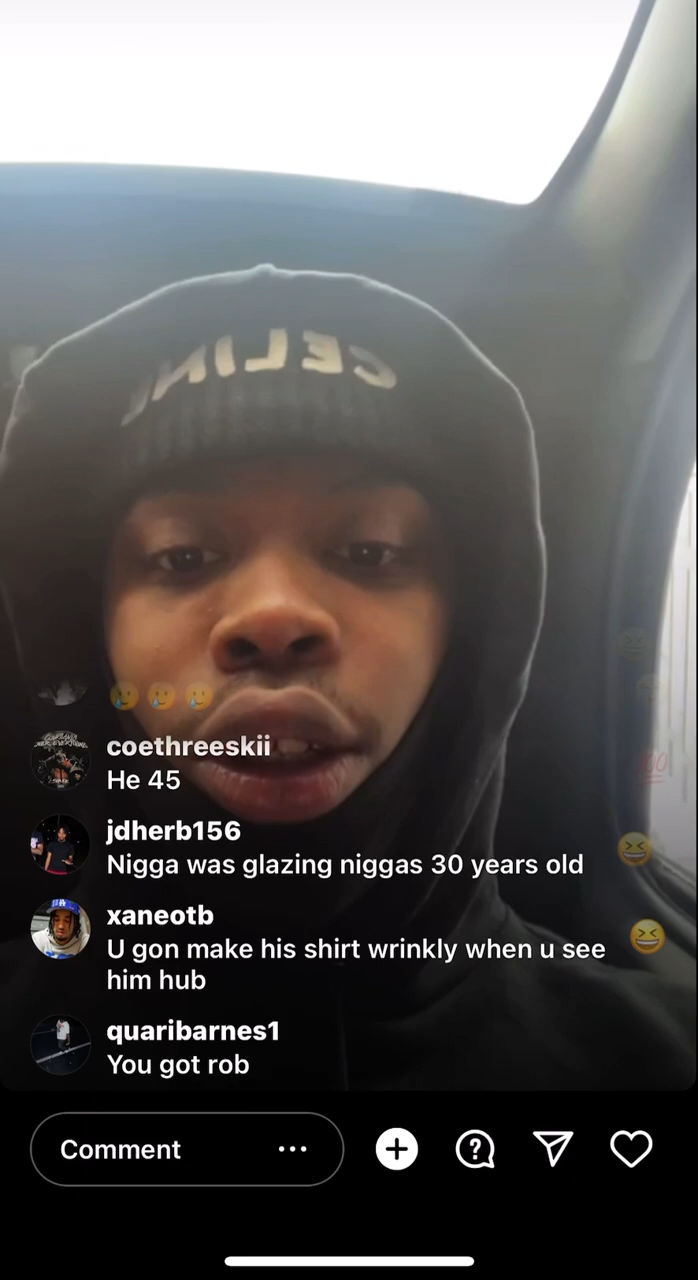 CELINE
🥲🥲🥲
coethreeskii
He 45
jdherb156
Nigga was glazing niggas 30 years old
xaneotb
U gon make his shirt wrinkly when u see
him hub
quaribarnes1
You got rob
Comment